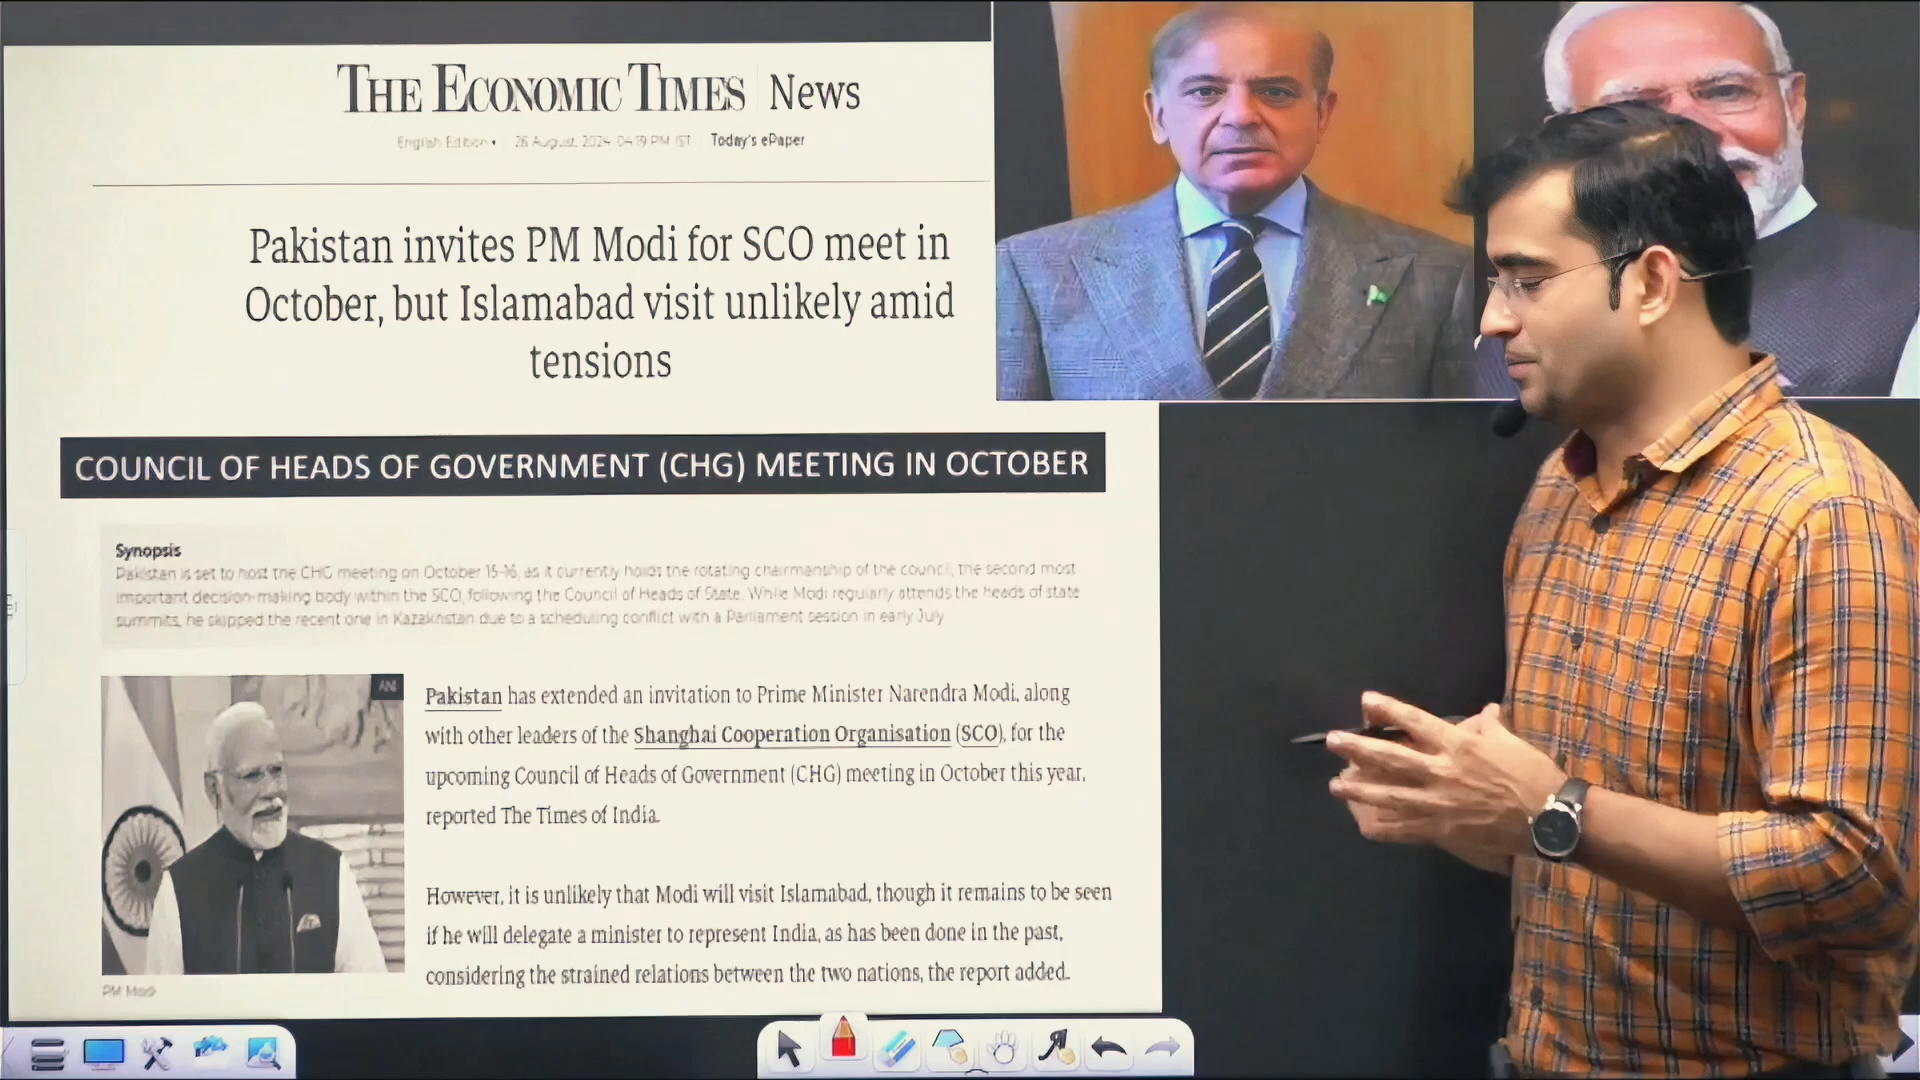 THE ECONOMIC TIMES News
English Edition 26 August, 2024, 04:19 PM IST Today's ePaper
Pakistan invites PM Modi for SCO meet in
October, but Islamabad visit unlikely amid
tensions
COUNCIL OF HEADS OF GOVERNMENT (CHG) MEETING IN OCTOBER
Synopsis
Pakistan is set to host the CHG meeting on October 15-16, as it currently holds the rotating chairmanship of the council, the second most
important decision-making body within the SCO, following the Council of Heads of State. While Modi regularly attends the heads of state
summits, he skipped the recent one in Kazakhstan due to a scheduling conflict with a Parliament session in early July
ANI
Pakistan has extended an invitation to Prime Minister Narendra Modi, along
with other leaders of the Shanghai Cooperation Organisation (SCO), for the
upcoming Council of Heads of Government (CHG) meeting in October this year,
reported The Times of India.
However, it is unlikely that Modi will visit Islamabad, though it remains to be seen
if he will delegate a minister to represent India, as has been done in the past,
considering the strained relations between the two nations, the report added.
PM Modi